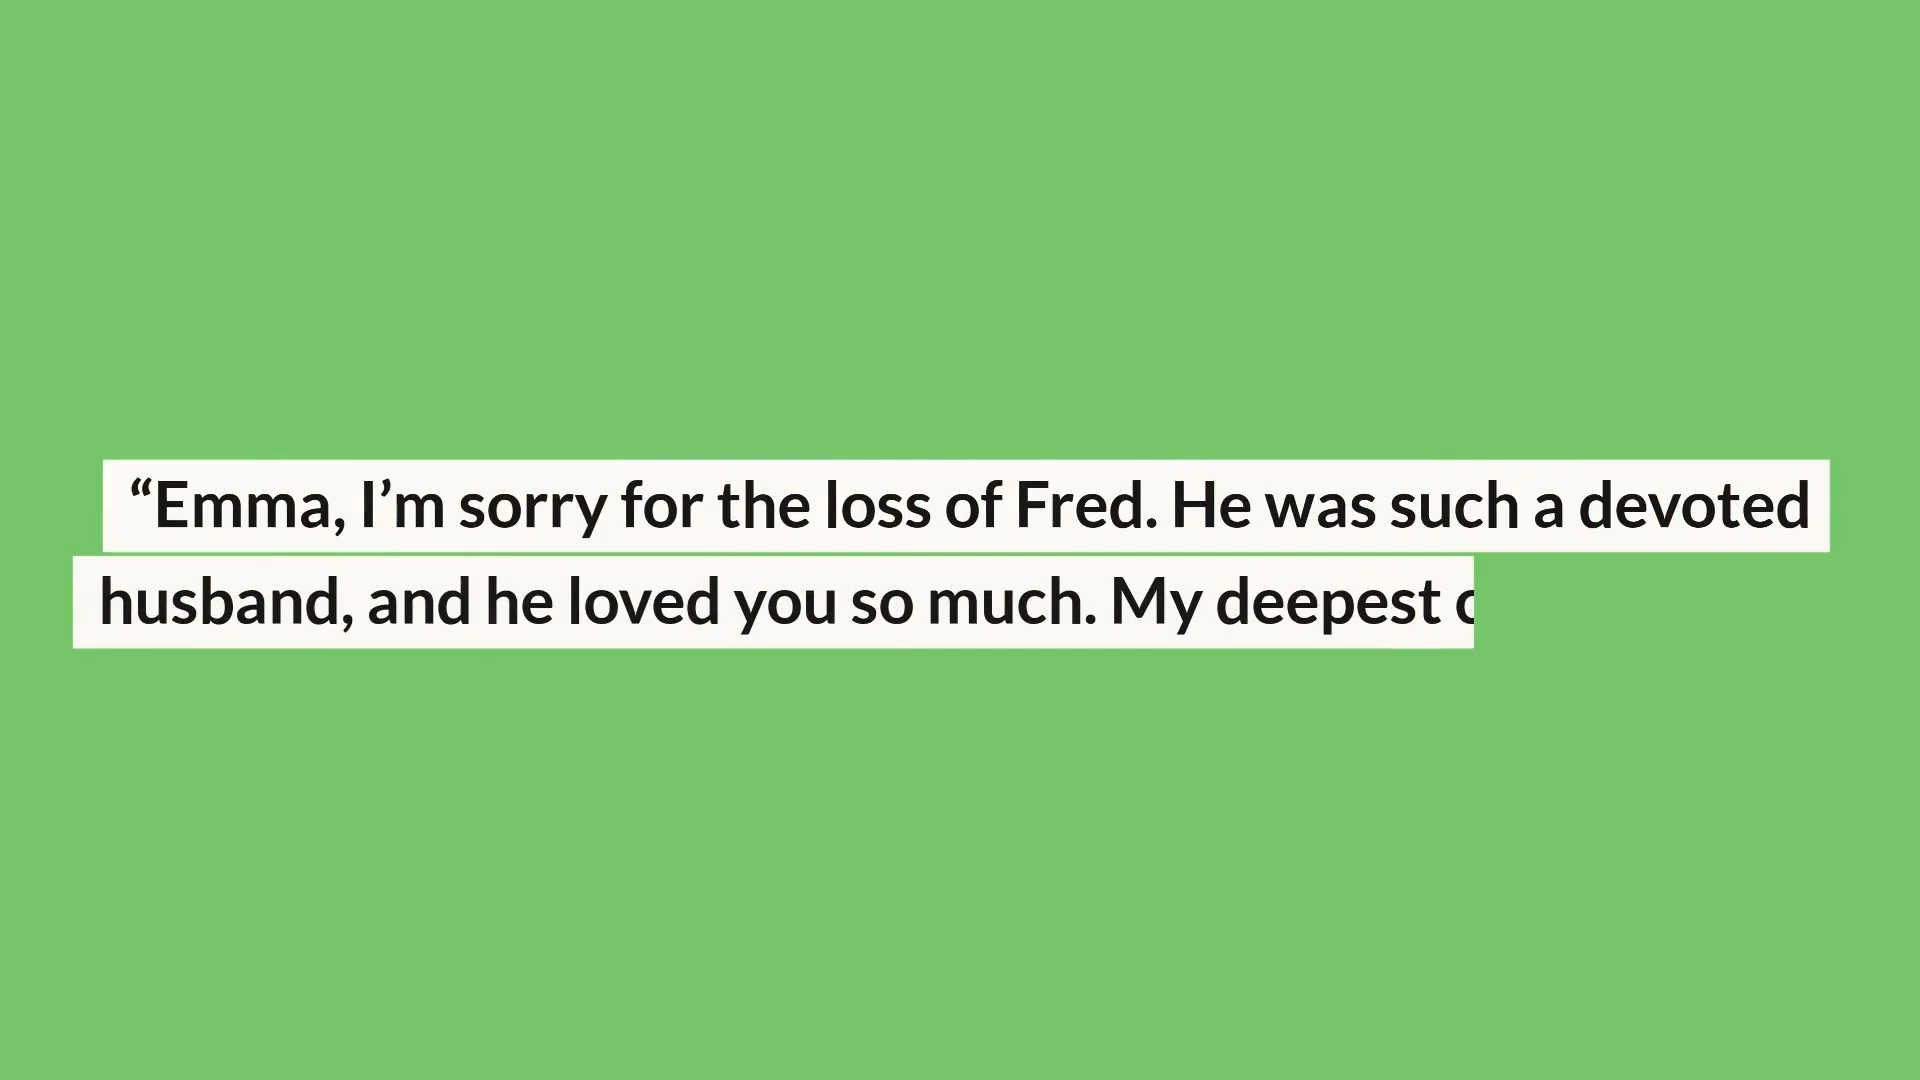 “Emma, I’m sorry for the loss of Fred. He was such a devoted
husband, and he loved you so much. My deepest